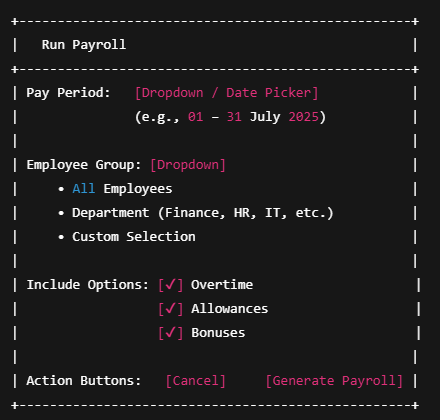 +---------------------------------------------------+
|   Run Payroll                                     |
+---------------------------------------------------+
| Pay Period:   [Dropdown / Date Picker]            |
|               (e.g., 01 – 31 July 2025)           |
|                                                   |
| Employee Group: [Dropdown]                        |
|     • All Employees                               |
|     • Department (Finance, HR, IT, etc.)          |
|     • Custom Selection                            |
|                                                   |
| Include Options: [✓] Overtime                     |
|                  [✓] Allowances                   |
|                  [✓] Bonuses                      |
|                                                   |
| Action Buttons:   [Cancel]     [Generate Payroll] |
+---------------------------------------------------+